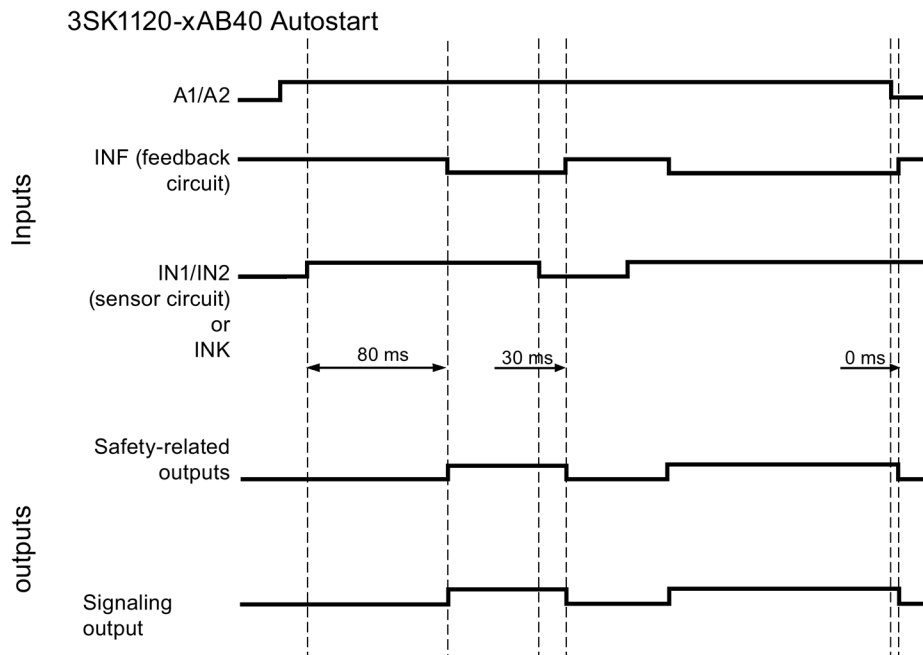 3SK1120-xAB40 Autostart
Inputs
A1/A2
INF (feedback
circuit)
IN1/IN2
(sensor circuit)
or
INK
80 ms
30 ms
0 ms
outputs
Safety-related
outputs
Signaling
output